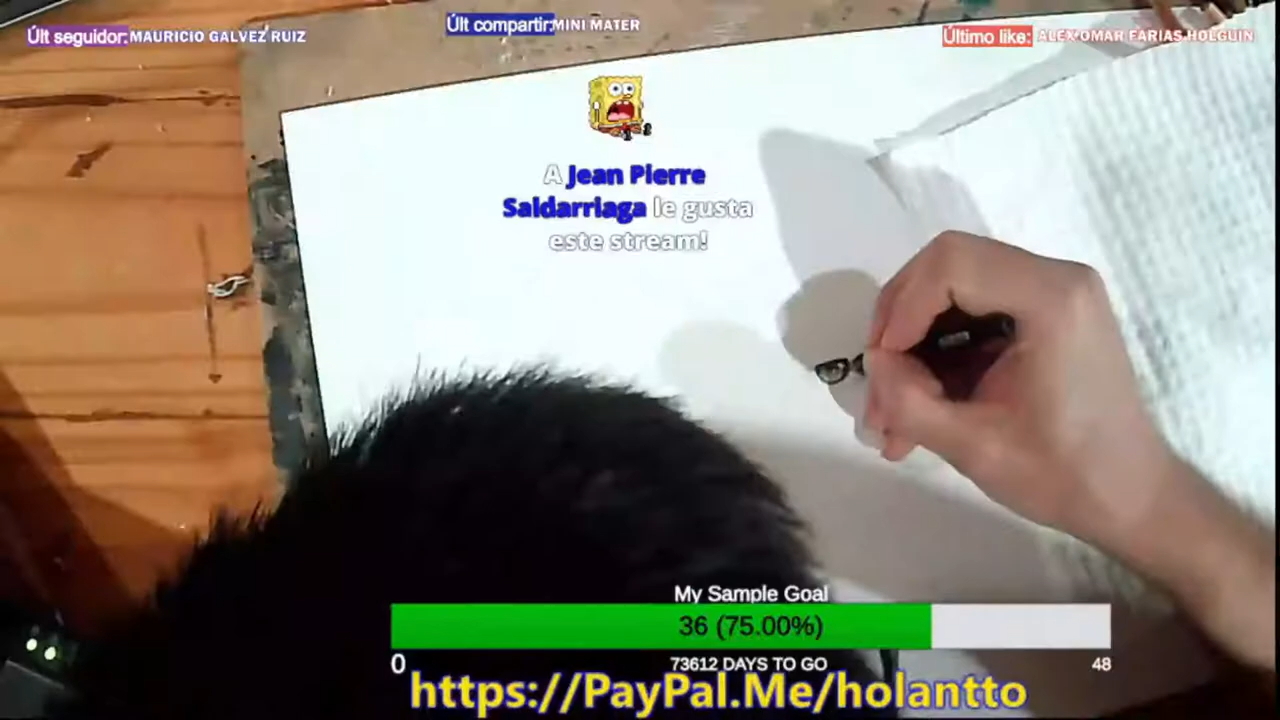 Últ seguidor: MAURICIO GALVEZ RUIZ
Últ compartir: MINI MATER
Último like: ALEX OMAR FARIAS HOLGUIN
A Jean Pierre
Saldarriaga le gusta
este stream!
My Sample Goal
36 (75.00%)
0
73612 DAYS TO GO
48
https://PayPal.Me/holantto